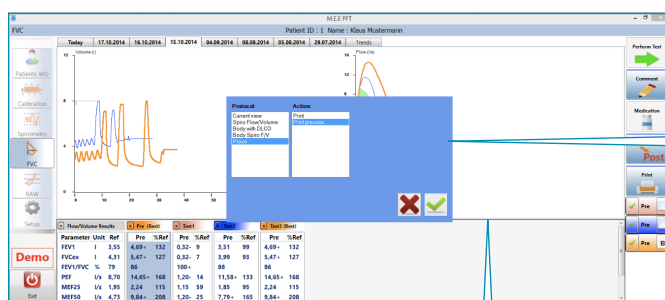 M.E.E PFT
FVC
Patient ID : 1 Name : Klaus Mustermann
Today 17.10.2014 16.10.2014 15.10.2014 04.09.2014 08.08.2014 05.08.2014 29.07.2014 Trends
Perform Test
Comment
Medication
Post
Print
Pre
Pre
Pre
Patients Info
Calibration
Spirometry
FVC
RAW
Setup
Demo
Exit
12 Volume (l)
8
4
0
0 10 20 30 40 50
Flow (l/s)
16
12
Protocol: Action:
Current view
Spiro Flow/Volume
Body with DLCO
Body Spiro F/V
Print
Print preview
Flow/Volume Results Pre (Best) Test1 Test3 (Best)
Parameter Unit Ref Pre %Ref Pre %Ref Pre %Ref Pre %Ref
FEV1 l 3,55 4,69+ 132 0,32- 9 3,51 99 4,69+ 132
FVCex l 4,31 5,47+ 127 0,32- 7 3,99 93 5,47+ 127
FEV1/FVC % 79 86 100+ 88 86
PEF l/s 8,70 14,65+ 168 1,20- 14 11,58+ 133 14,65+ 168
MEF25 l/s 1,95 2,24 115 1,15 59 1,85 95 2,24 115
MEF50 l/s 4,73 9,84+ 208 1,20- 25 7,79+ 165 9,84+ 208